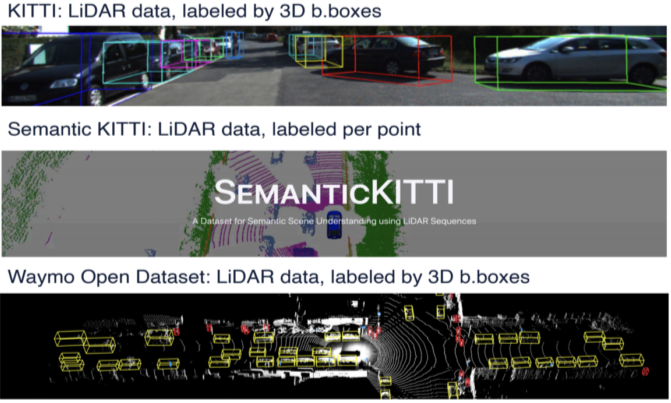 KITTI: LiDAR data, labeled by 3D b.boxes
Semantic KITTI: LiDAR data, labeled per point
SEMANTICKITTI
A Dataset for Semantic Scene Understanding using LiDAR Sequences
Waymo Open Dataset: LiDAR data, labeled by 3D b.boxes